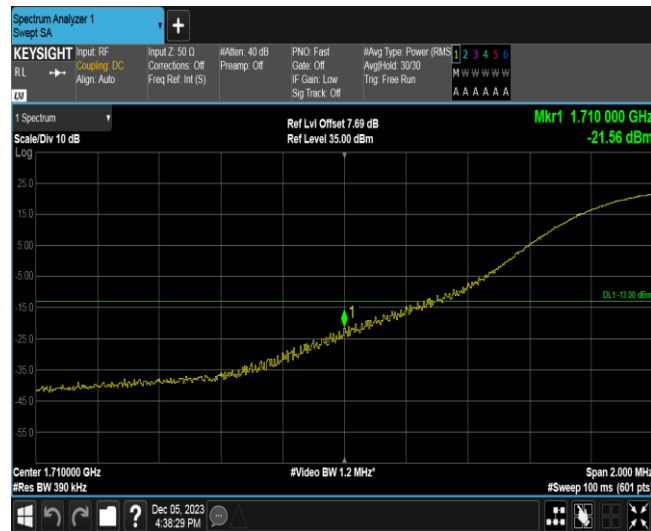 Spectrum Analyzer 1
Swept SA
KEYSIGHT
RL
LXI
Input: RF
Coupling: DC
Align: Auto
Input Z: 50 Ω
Corrections: Off
Freq Ref: Int (S)
#Atten: 40 dB
Preamp: Off
PNO: Fast
Gate: Off
IF Gain: Low
Sig Track: Off
#Avg Type: Power (RMS
Avg|Hold: 30/30
Trig: Free Run
1 2 3 4 5 6
M W W W W W
A A A A A A
1 Spectrum
Scale/Div 10 dB
Log
Ref Lvl Offset 7.69 dB
Ref Level 35.00 dBm
Mkr1 1.710 000 GHz
-21.56 dBm
25.0
15.0
5.00
-5.00
DL1 -13.00 dBm
-15.0
1
-25.0
-35.0
-45.0
-55.0
Center 1.710000 GHz
#Video BW 1.2 MHz*
Span 2.000 MHz
#Res BW 390 kHz
#Sweep 100 ms (601 pts)
?
Dec 05, 2023
4:38:29 PM